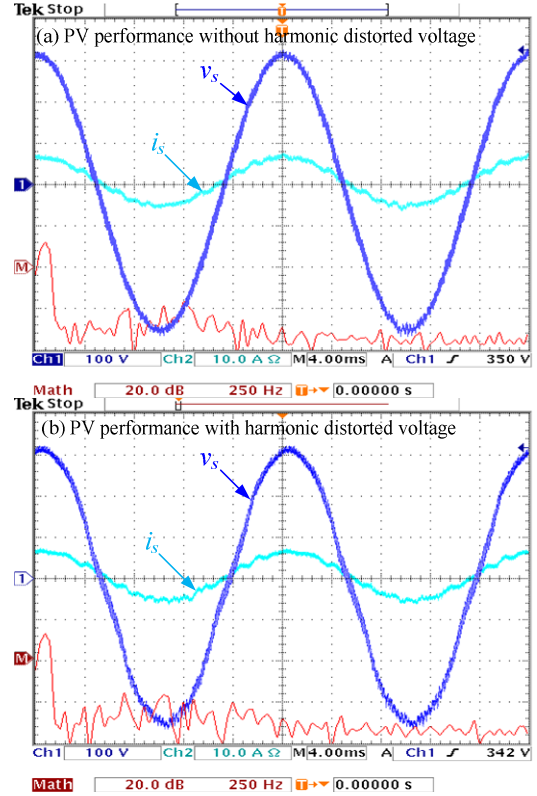 Tek Stop
T
T
(a) PV performance without harmonic distorted voltage
vs
is
1
M
Ch1 100 V Ch2 10.0 A Ω M 4.00ms A Ch1 350 V
Math 20.0 dB 250 Hz T 0.00000 s
Tek Stop
(b) PV performance with harmonic distorted voltage
vs
is
1
M
Ch1 100 V Ch2 10.0 A Ω M 4.00ms A Ch1 342 V
Math 20.0 dB 250 Hz T 0.00000 s